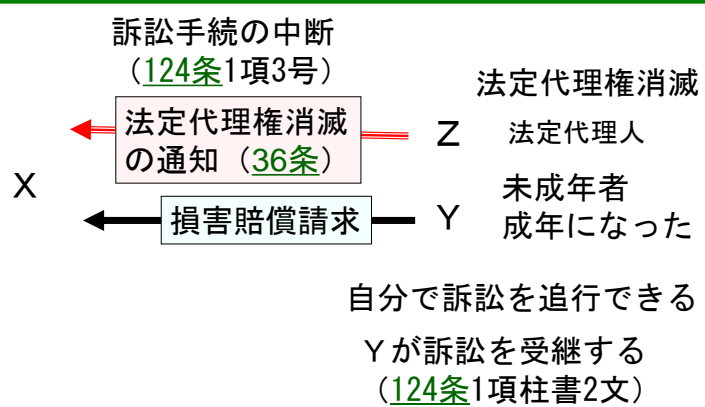 訴訟手続の中断
（124条1項3号）
法定代理権消滅
法定代理権消滅
の通知（36条）
Z
法定代理人
X
損害賠償請求
Y
未成年者
成年になった
自分で訴訟を追行できる
Ｙが訴訟を受継する
（124条1項柱書2文）